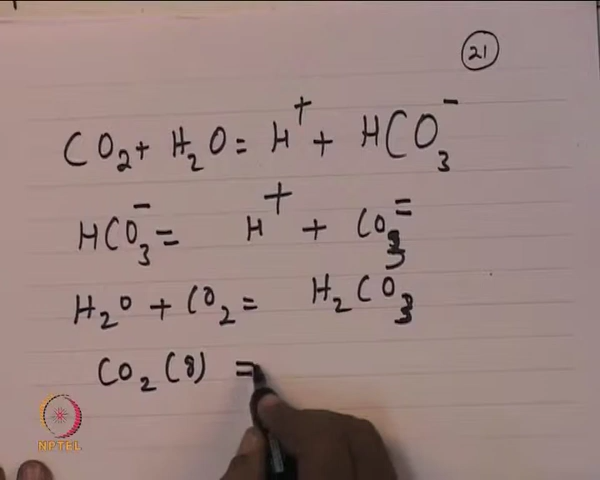 21
CO₂ + H₂O = H⁺ + HCO₃⁻
HCO₃⁻ = H⁺ + CO₃⁼
H₂O + CO₂ = H₂CO₃
CO₂ (g) =
NPTEL